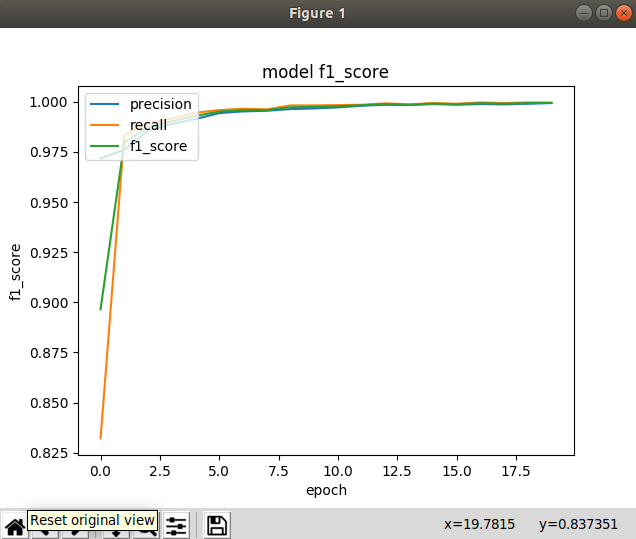 Figure 1
model f1_score
precision
recall
f1_score
1.000
0.975
0.950
0.925
0.900
0.875
0.850
0.825
f1_score
0.0 2.5 5.0 7.5 10.0 12.5 15.0 17.5
epoch
Reset original view
x=19.7815 y=0.837351